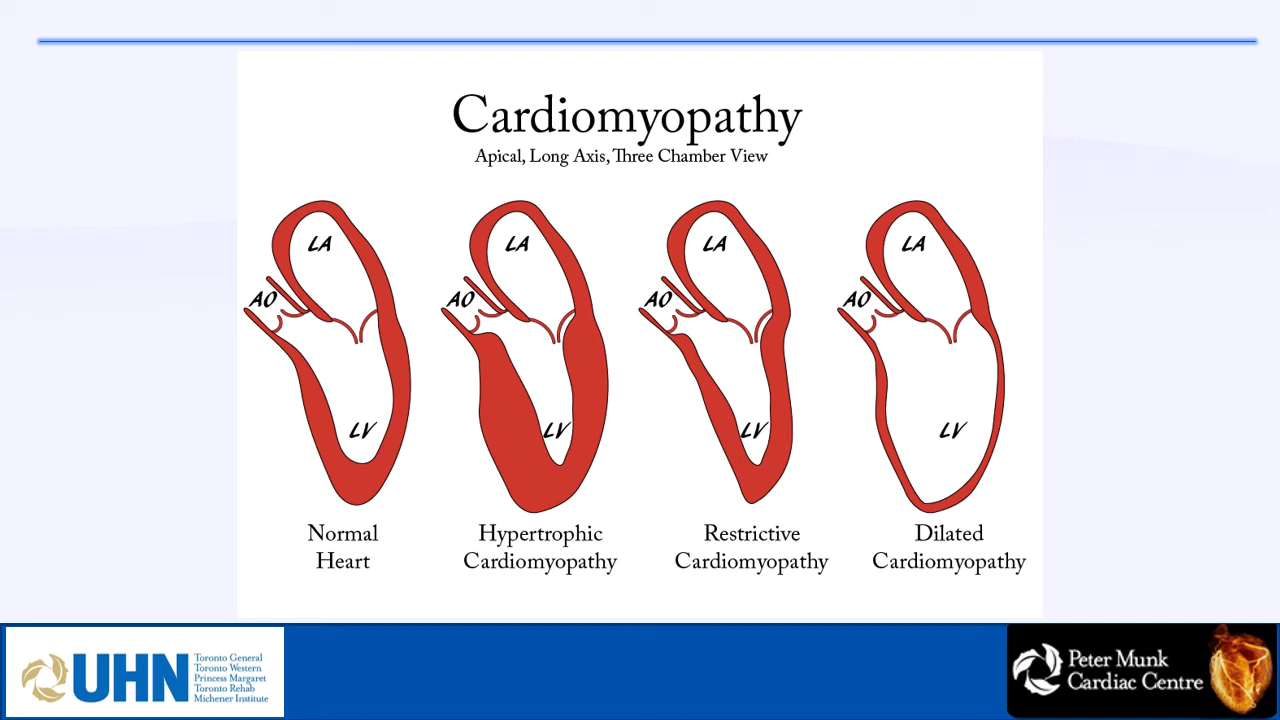 Cardiomyopathy
Apical, Long Axis, Three Chamber View
LA
LA
LA
LA
AO
AO
AO
AO
LV
LV
LV
LV
Normal
Heart
Hypertrophic
Cardiomyopathy
Restrictive
Cardiomyopathy
Dilated
Cardiomyopathy
UHN
Toronto General
Toronto Western
Princess Margaret
Toronto Rehab
Michener Institute
Peter Munk
Cardiac Centre